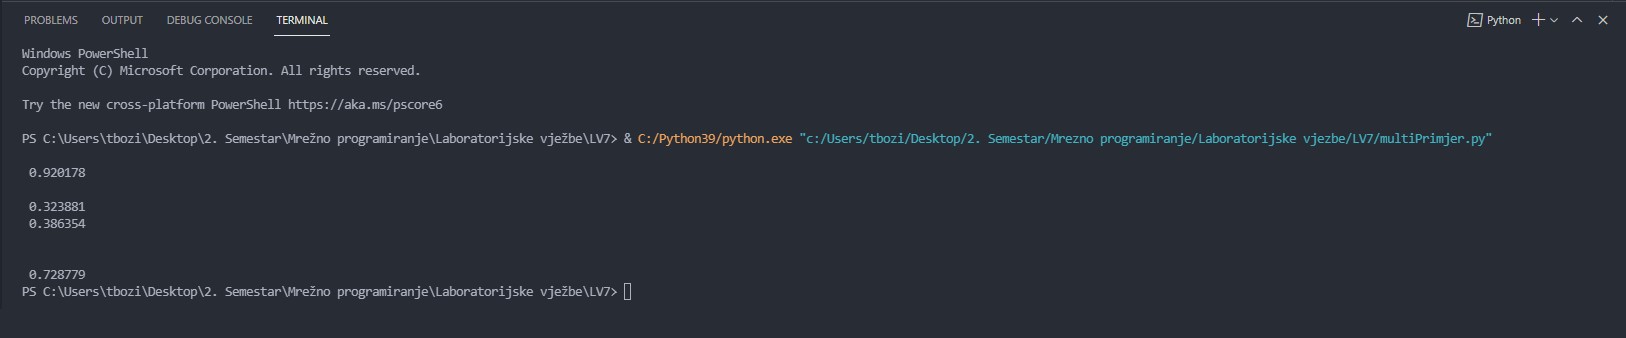 PROBLEMS OUTPUT DEBUG CONSOLE TERMINAL Python
Windows PowerShell
Copyright (C) Microsoft Corporation. All rights reserved.
Try the new cross-platform PowerShell https://aka.ms/pscore6
PS C:\Users\tbozi\Desktop\2. Semestar\Mrežno programiranje\Laboratorijske vježbe\LV7> & C:/Python39/python.exe "c:/Users/tbozi/Desktop/2. Semestar/Mrezno programiranje/Laboratorijske vjezbe/LV7/multiPrimjer.py"
0.920178
0.323881
0.386354
0.728779
PS C:\Users\tbozi\Desktop\2. Semestar\Mrežno programiranje\Laboratorijske vježbe\LV7>